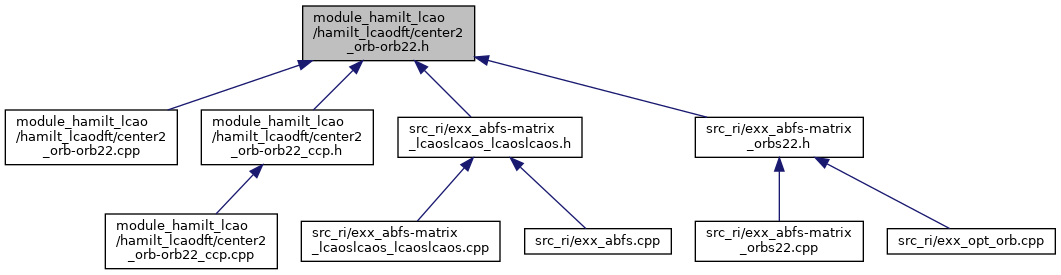 module_hamilt_lcao
/hamilt_lcaodft/center2
_orb-orb22.h
module_hamilt_lcao
/hamilt_lcaodft/center2
_orb-orb22.cpp
module_hamilt_lcao
/hamilt_lcaodft/center2
_orb-orb22_ccp.h
src_ri/exx_abfs-matrix
_lcaoslcaos_lcaoslcaos.h
src_ri/exx_abfs-matrix
_orbs22.h
module_hamilt_lcao
/hamilt_lcaodft/center2
_orb-orb22_ccp.cpp
src_ri/exx_abfs-matrix
_lcaoslcaos_lcaoslcaos.cpp
src_ri/exx_abfs.cpp
src_ri/exx_abfs-matrix
_orbs22.cpp
src_ri/exx_opt_orb.cpp